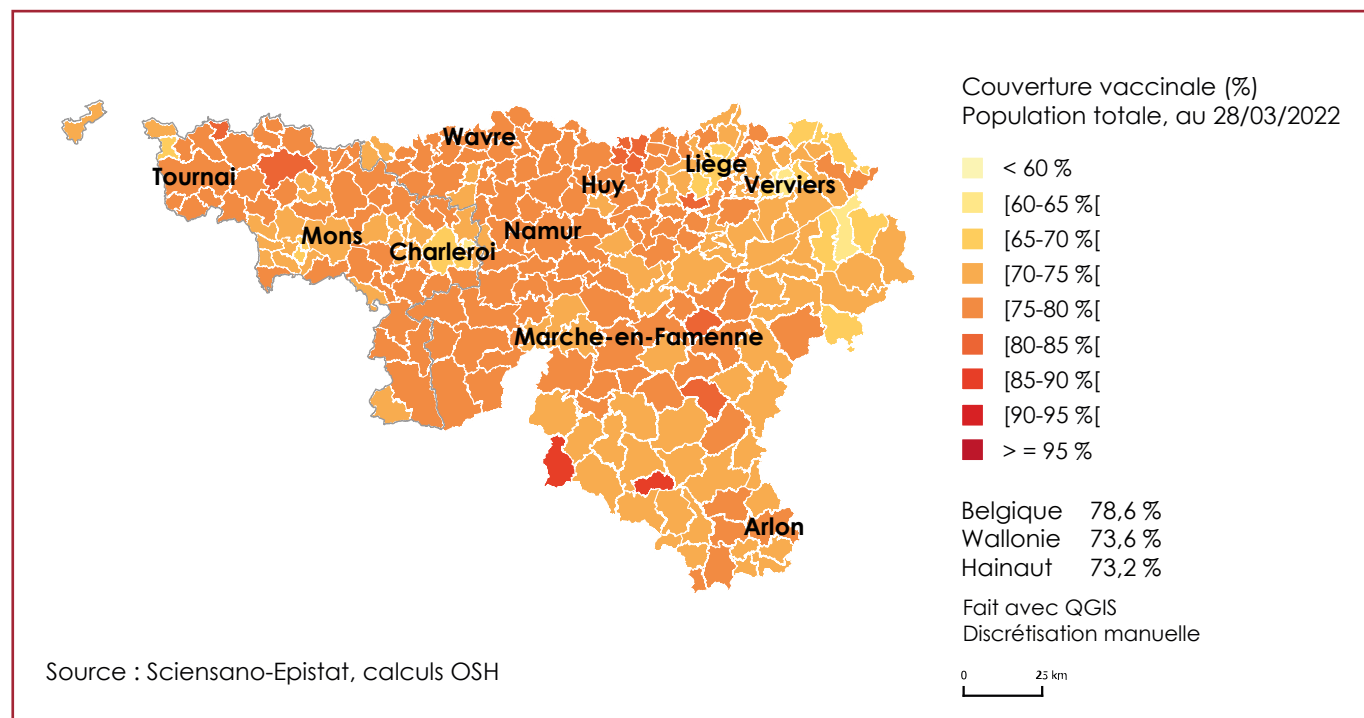 Couverture vaccinale (%)
Population totale, au 28/03/2022
< 60 %
[60-65 %[
[65-70 %[
[70-75 %[
[75-80 %[
[80-85 %[
[85-90 %[
[90-95 %[
> = 95 %
Belgique 78,6 %
Wallonie 73,6 %
Hainaut 73,2 %
Fait avec QGIS
Discrétisation manuelle
0 25 km
Wavre
Tournai
Liège
Huy
Verviers
Mons
Namur
Charleroi
Marche-en-Famenne
Arlon
Source : Sciensano-Epistat, calculs OSH